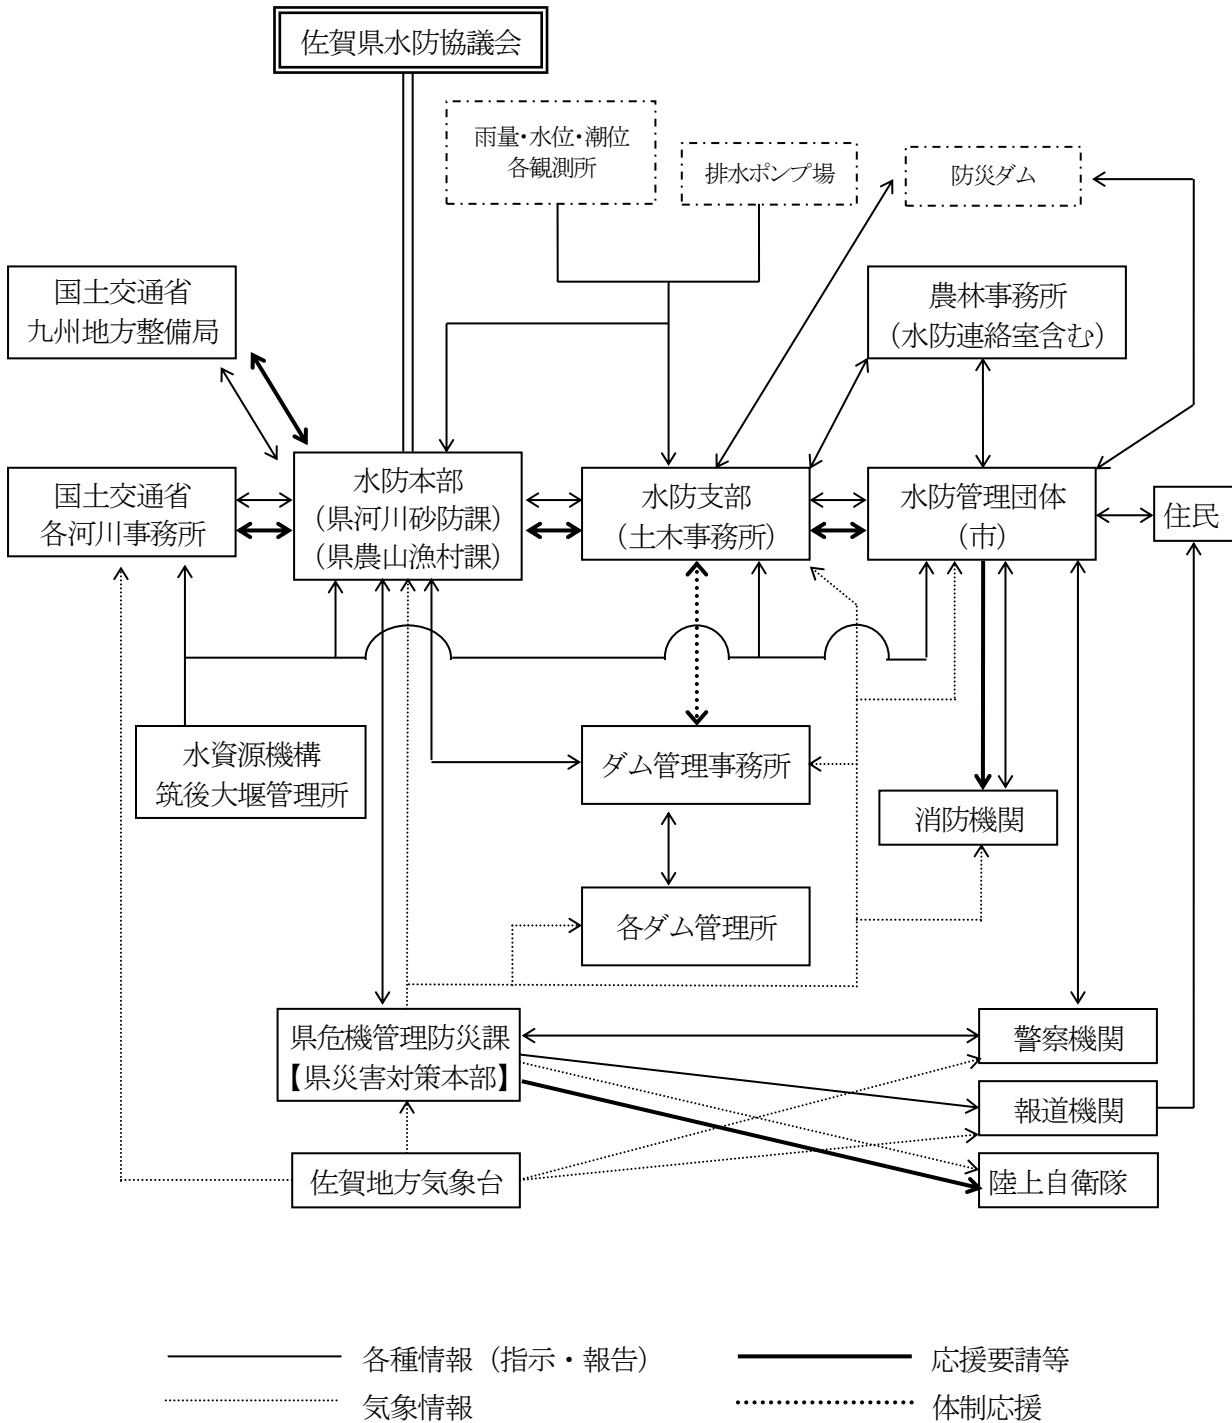 佐賀県水防協議会
雨量・水位・潮位
各観測所
排水ポンプ場
防災ダム
国土交通省
九州地方整備局
農林事務所
（水防連絡室含む）
国土交通省
各河川事務所
水防本部
（県河川砂防課）
（県農山漁村課）
水防支部
（土木事務所）
水防管理団体
（市）
住民
水資源機構
筑後大堰管理所
ダム管理事務所
消防機関
各ダム管理所
県危機管理防災課
【県災害対策本部】
警察機関
報道機関
佐賀地方気象台
陸上自衛隊
各種情報（指示・報告）
応援要請等
気象情報
体制応援